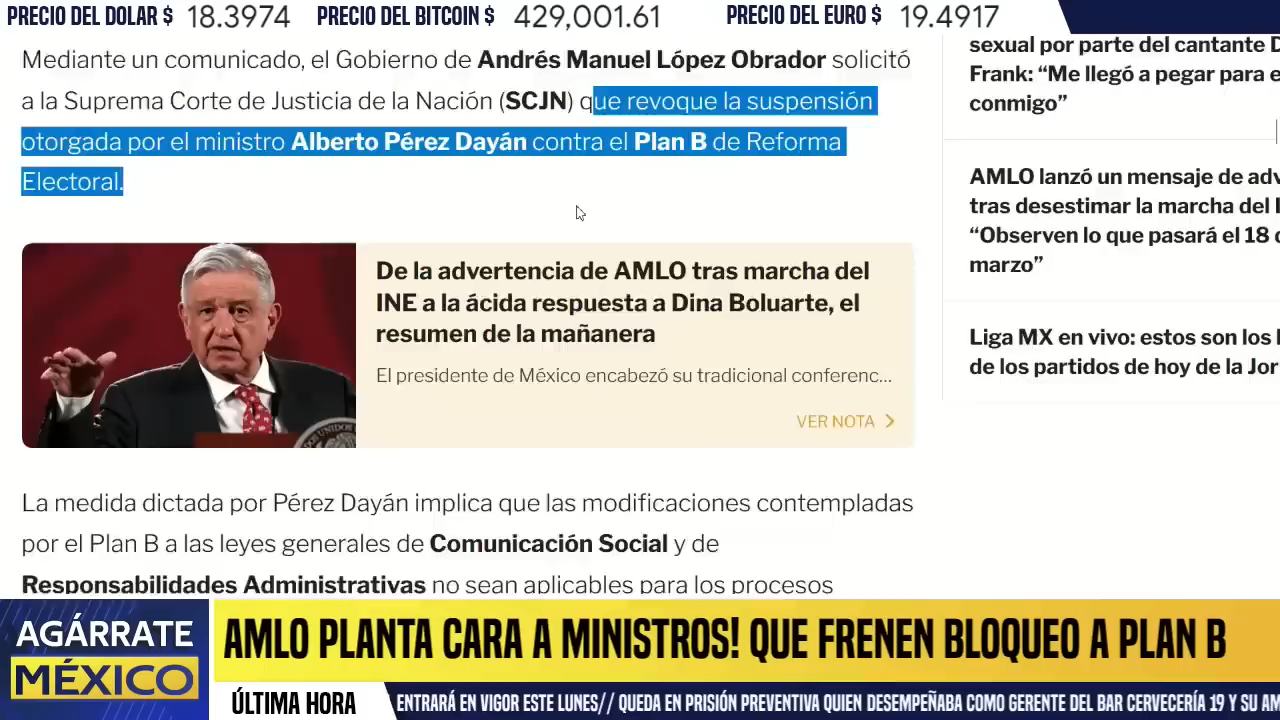 PRECIO DEL DOLAR $ 18.3974 PRECIO DEL BITCOIN $ 429,001.61 PRECIO DEL EURO $ 19.4917
Mediante un comunicado, el Gobierno de Andrés Manuel López Obrador solicitó
a la Suprema Corte de Justicia de la Nación (SCJN) que revoque la suspensión
otorgada por el ministro Alberto Pérez Dayán contra el Plan B de Reforma
Electoral.
De la advertencia de AMLO tras marcha del
INE a la ácida respuesta a Dina Boluarte, el
resumen de la mañanera
El presidente de México encabezó su tradicional conferenc...
VER NOTA
La medida dictada por Pérez Dayán implica que las modificaciones contempladas
por el Plan B a las leyes generales de Comunicación Social y de
Responsabilidades Administrativas no sean aplicables para los procesos
sexual por parte del cantante
Frank: “Me llegó a pegar para
conmigo”
AMLO lanzó un mensaje de adv
tras desestimar la marcha del
“Observen lo que pasará el 18
marzo”
Liga MX en vivo: estos son los
de los partidos de hoy de la Jor
AGÁRRATE
MÉXICO
AMLO PLANTA CARA A MINISTROS! QUE FRENEN BLOQUEO A PLAN B
ÚLTIMA HORA
ENTRARÁ EN VIGOR ESTE LUNES// QUEDA EN PRISIÓN PREVENTIVA QUIEN DESEMPEÑABA COMO GERENTE DEL BAR CERVECERÍA 19 Y SU AM